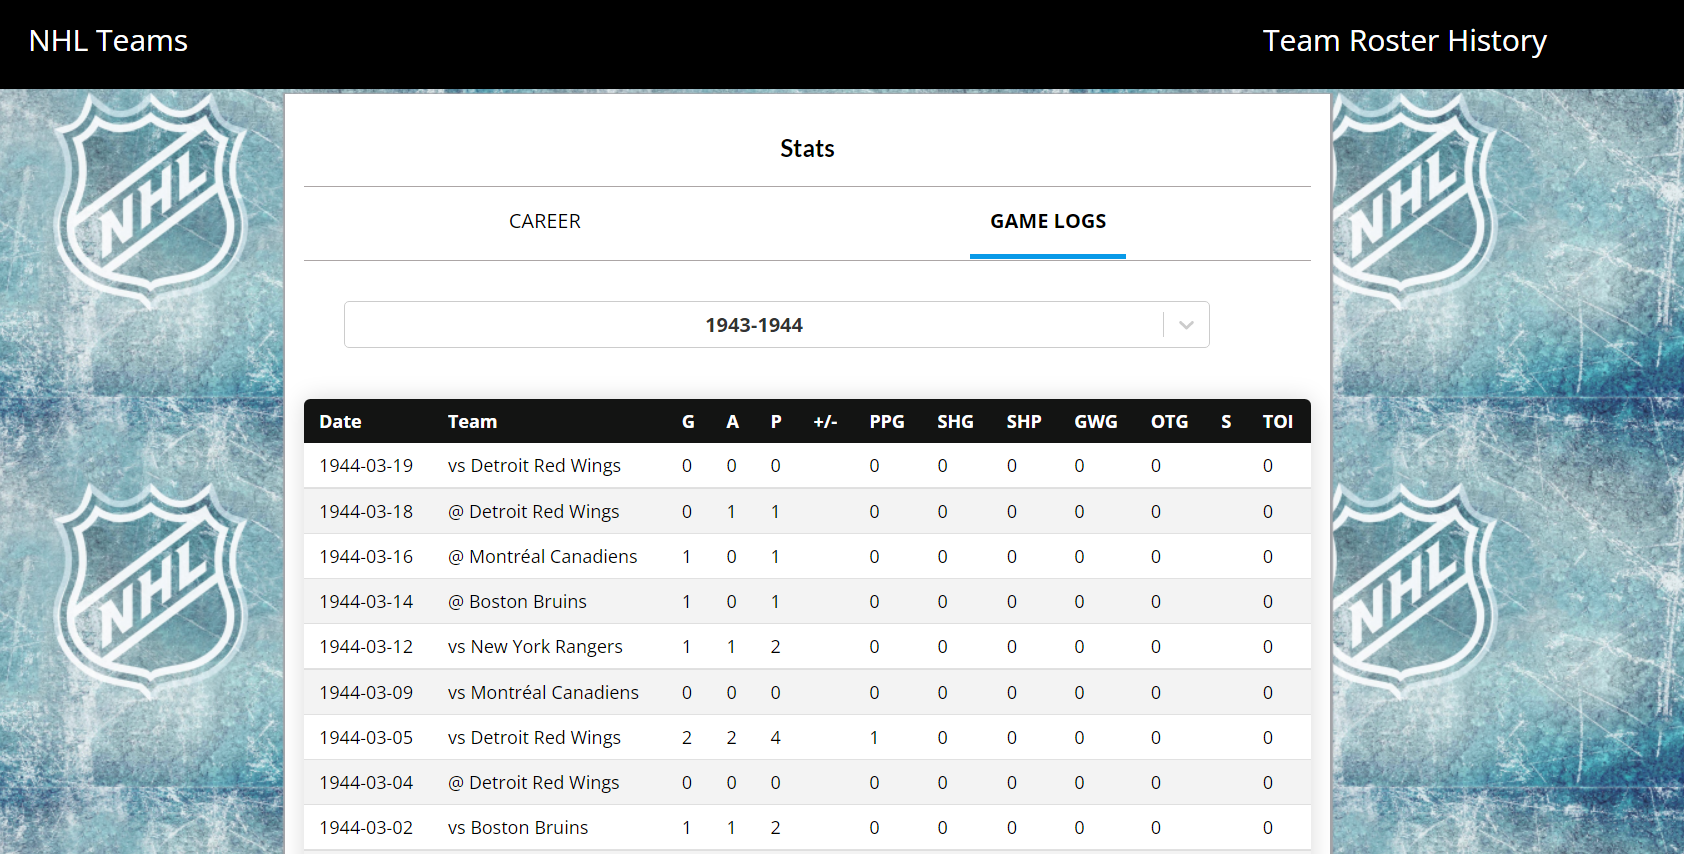 NHL Teams Team Roster History
NHL NHL
Stats
CAREER GAME LOGS
1943-1944
Date Team G A P +/- PPG SHG SHP GWG OTG S TOI
1944-03-19 vs Detroit Red Wings 0 0 0 0 0 0 0 0 0
1944-03-18 @ Detroit Red Wings 0 1 1 0 0 0 0 0 0
NHL NHL
1944-03-16 @ Montréal Canadiens 1 0 1 0 0 0 0 0 0
1944-03-14 @ Boston Bruins 1 0 1 0 0 0 0 0 0
1944-03-12 vs New York Rangers 1 1 2 0 0 0 0 0 0
1944-03-09 vs Montréal Canadiens 0 0 0 0 0 0 0 0 0
1944-03-05 vs Detroit Red Wings 2 2 4 1 0 0 0 0 0
1944-03-04 @ Detroit Red Wings 0 0 0 0 0 0 0 0 0
1944-03-02 vs Boston Bruins 1 1 2 0 0 0 0 0 0